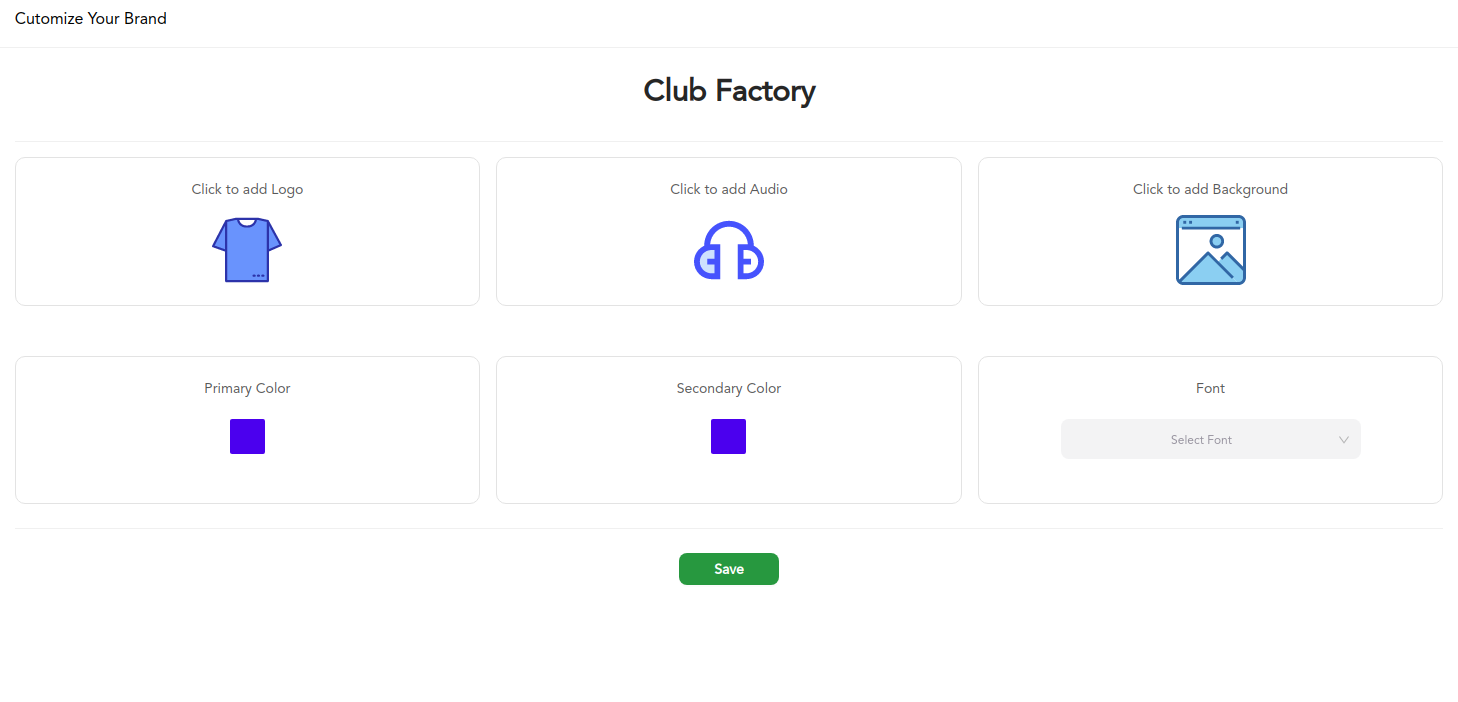 Cutomize Your Brand
Club Factory
Click to add Logo
Click to add Audio
Click to add Background
Primary Color
Secondary Color
Font
Select Font
Save